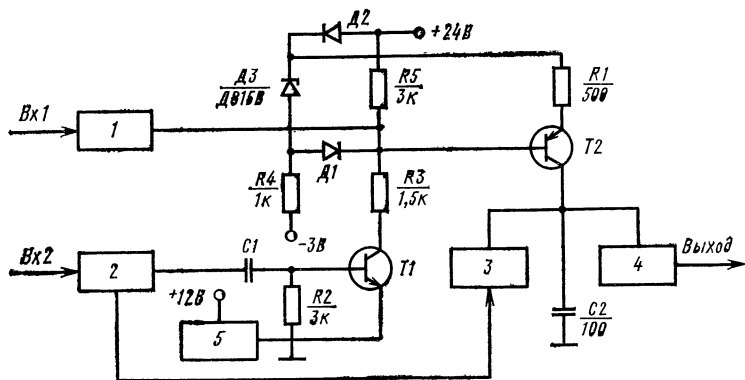 Д2
+24В
Д3
Д816В
R5
3к
R1
500
Вх1
1
T2
Д1
R4
1к
R3
1,5к
-3В
Вх2
2
C1
T1
3
4
Выход
+12В
R2
3к
5
C2
100